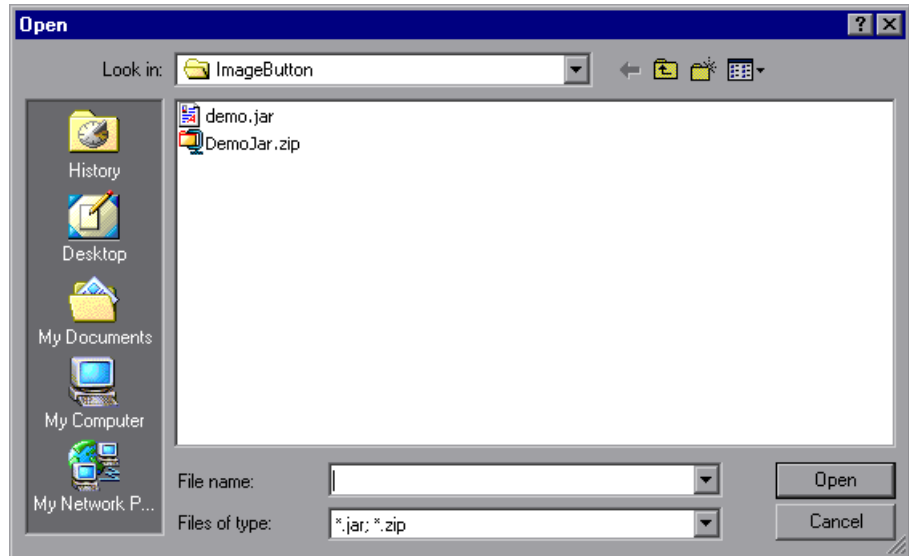 Open
Look in: ImageButton
demo.jar
DemoJar.zip
History
Desktop
My Documents
My Computer
My Network P...
File name:
Open
Files of type: *.jar; *.zip
Cancel